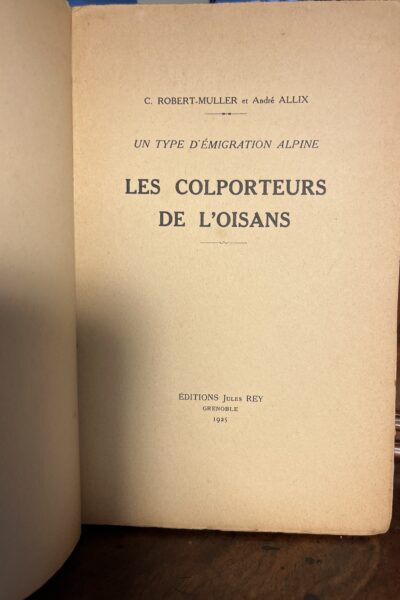 C. ROBERT-MULLER et André ALLIX
UN TYPE D'ÉMIGRATION ALPINE
LES COLPORTEURS
DE L'OISANS
ÉDITIONS Jules REY
GRENOBLE
1925